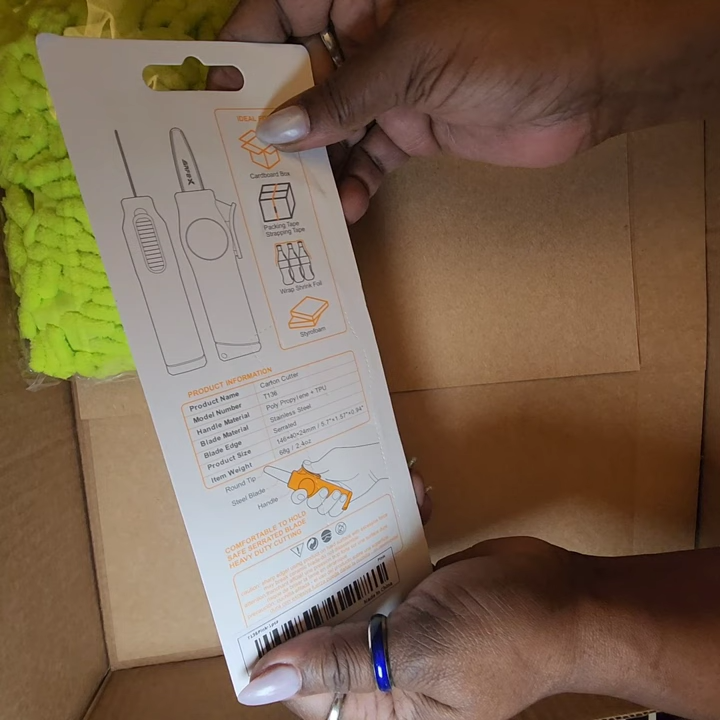 IDEAL
Cardboard Box
Packing Tape
Strapping Tape
Wrap Shrink Foil
Styrofoam
PRODUCT INFORMATION
Product Name Carton Cutter
Model Number T136
Handle Material Poly Propylene + TPU
Blade Material Stainless Steel
Blade Edge Serrated
Product Size 146×40×24mm / 5.7"×1.57"×0.94"
Item Weight 68g / 2.4oz
Round Tip
Steel Blade
Handle
COMFORTABLE TO HOLD
SAFE SERRATED BLADE
HEAVY DUTY CUTTING
Made in China